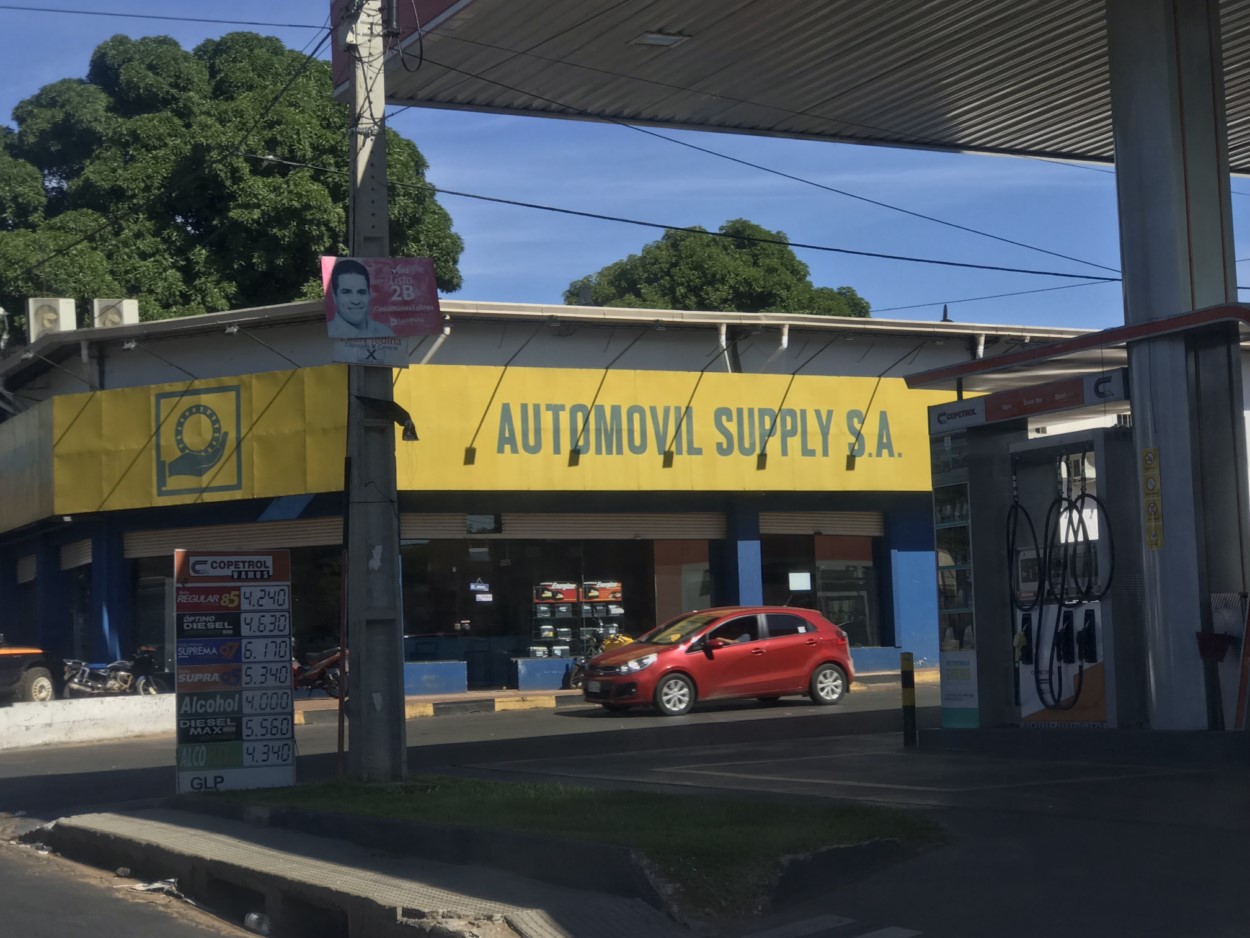 Lista
2B
X
AUTOMOVIL SUPPLY S.A.
COPETROL
COPETROL
REGULAR 85 4.240
ÓPTIMO
DIESEL 4.630
SUPREMA 97 6.170
SUPRA 5.340
Alcohol 4.000
DIESEL
MAX 5.560
ALCO 4.340
GLP